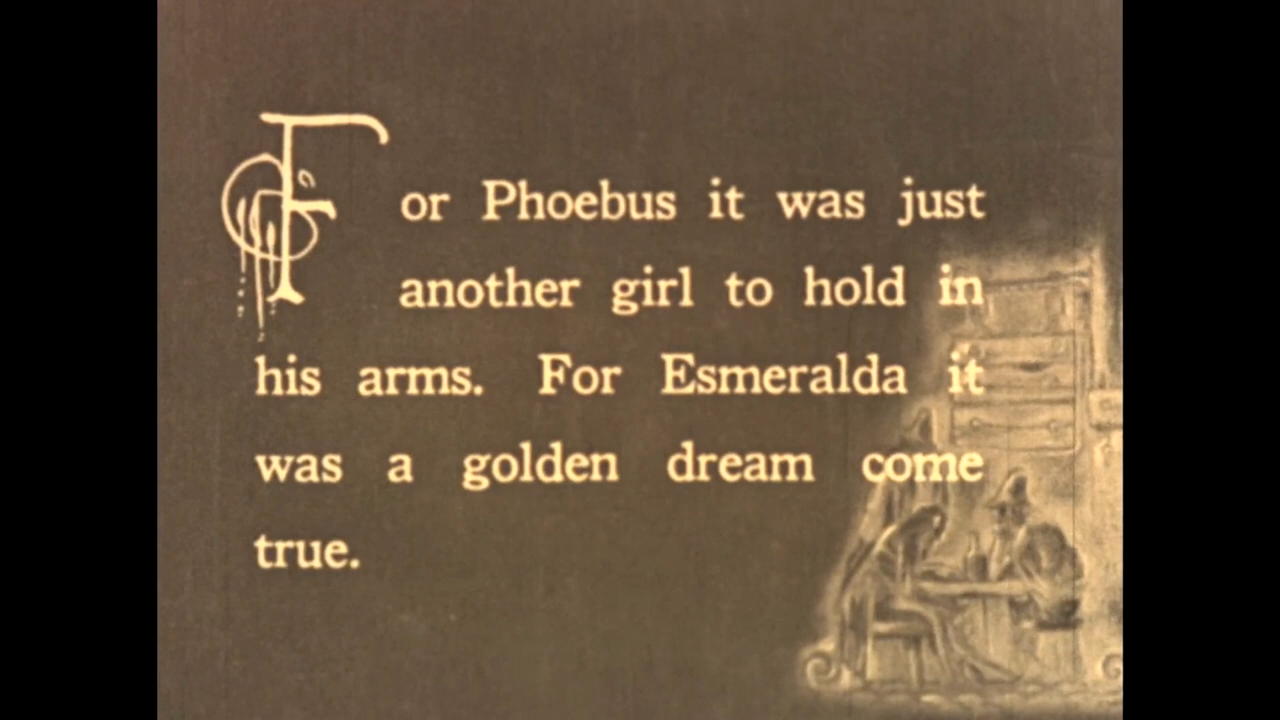 For Phoebus it was just
another girl to hold in
his arms. For Esmeralda it
was a golden dream come
true.